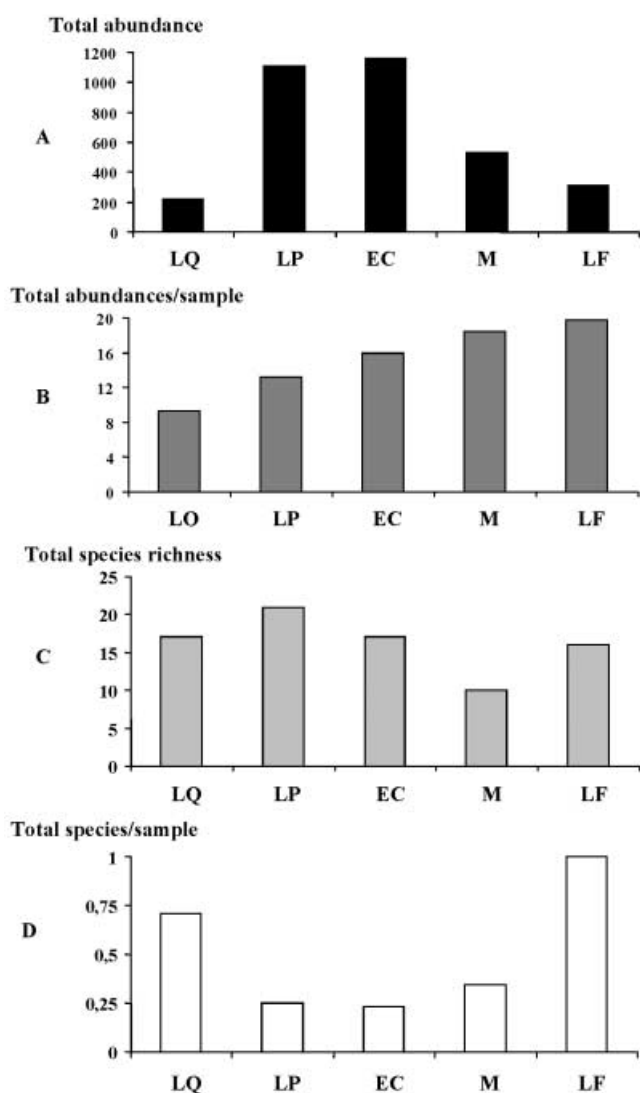 Total abundance
1200
1000
800
A
600
400
200
0
LQ LP EC M LF
Total abundances/sample
20
16
12
B
8
4
0
LO LP EC M LF
Total species richness
25
20
15
C
10
5
0
LQ LP EC M LF
Total species/sample
1
0,75
D
0,5
0,25
0
LQ LP EC M LF